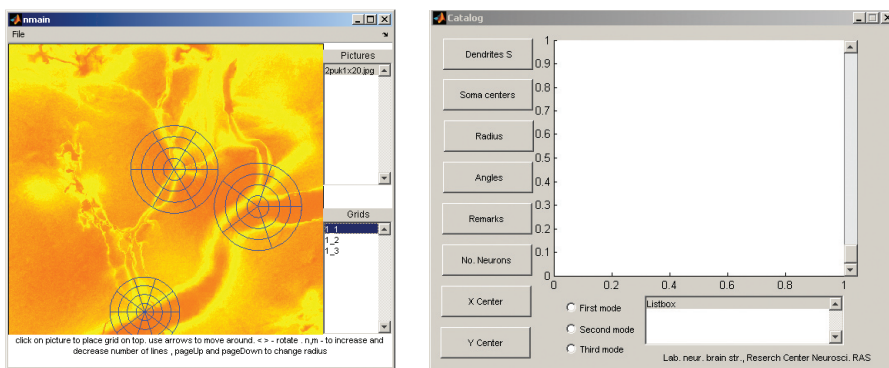 nmain
File
Pictures
2puk1x20.jpg
Grids
1_1
1_2
1_3
click on picture to place grid on top. use arrows to move around. < > - rotate . n,m - to increase and
decrease number of lines , pageUp and pageDown to change radius
Catalog
Dendrites S
Soma centers
Radius
Angles
Remarks
No. Neurons
X Center
Y Center
1
0.9
0.8
0.7
0.6
0.5
0.4
0.3
0.2
0.1
0
0 0.2 0.4 0.6 0.8 1
First mode
Second mode
Third mode
Listbox
Lab. neur. brain str., Reserch Center Neurosci. RAS